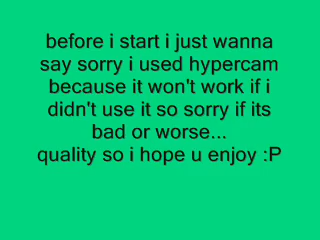 before i start i just wanna
say sorry i used hypercam
because it won't work if i
didn't use it so sorry if its
bad or worse...
quality so i hope u enjoy :P